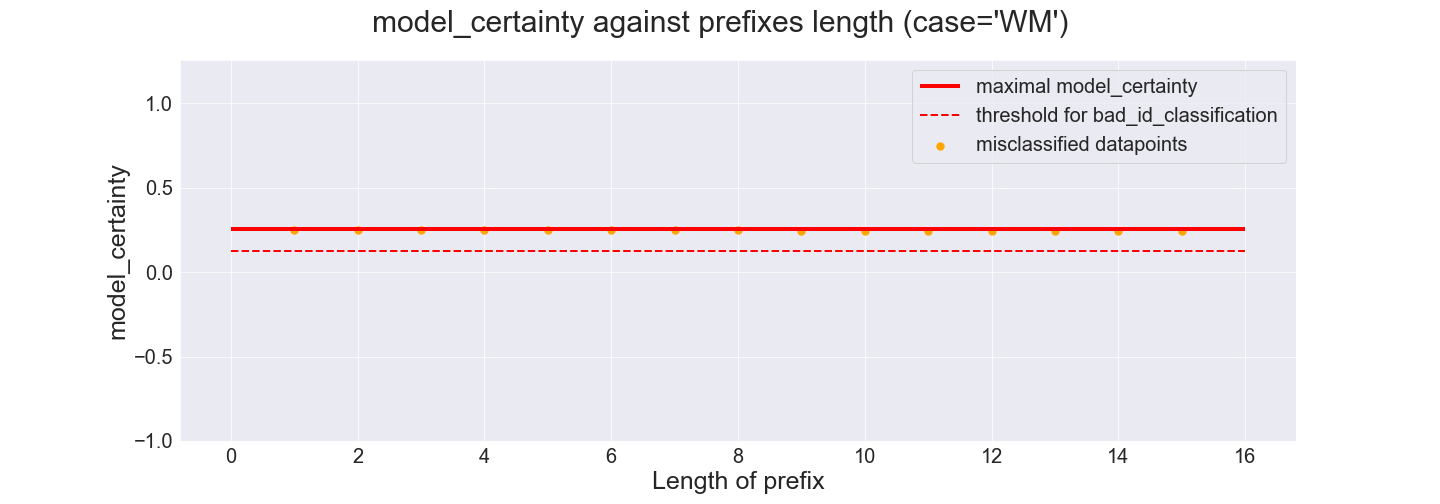 model_certainty against prefixes length (case='WM')
maximal model_certainty
threshold for bad_id_classification
misclassified datapoints
model_certainty
1.0
0.5
0.0
−0.5
−1.0
0 2 4 6 8 10 12 14 16
Length of prefix